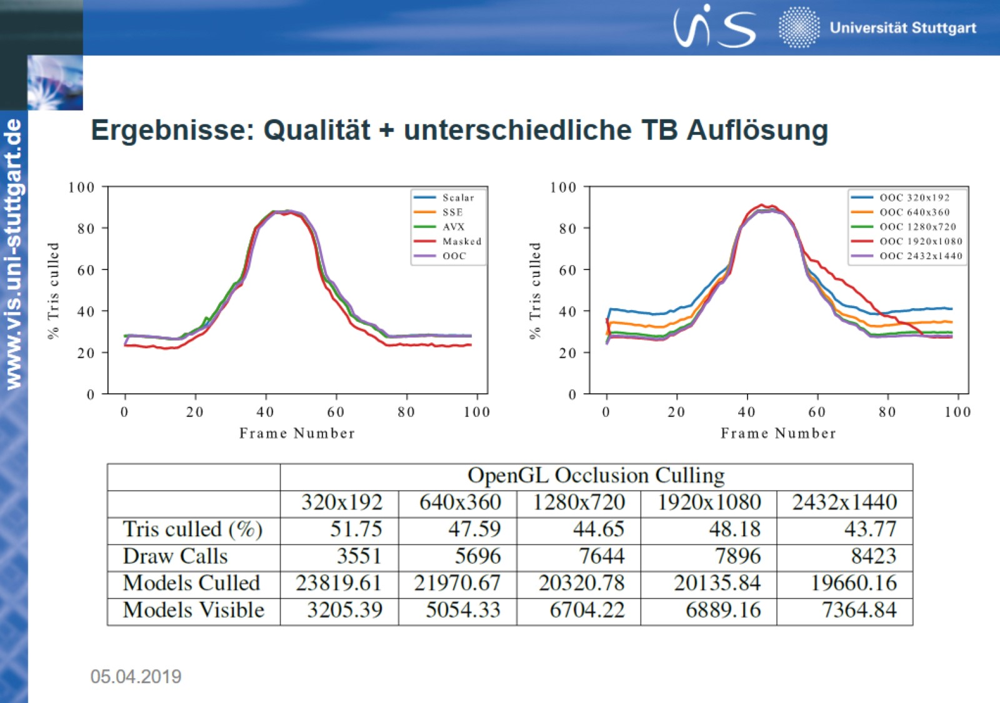 vis Universität Stuttgart
www.vis.uni-stuttgart.de
Ergebnisse: Qualität + unterschiedliche TB Auflösung
100
80
60
40
20
0
% Tris culled
0 20 40 60 80 100
Frame Number
Scalar
SSE
AVX
Masked
OOC
100
80
60
40
20
0
% Tris culled
0 20 40 60 80 100
Frame Number
OOC 320x192
OOC 640x360
OOC 1280x720
OOC 1920x1080
OOC 2432x1440
OpenGL Occlusion Culling
320x192 640x360 1280x720 1920x1080 2432x1440
Tris culled (%) 51.75 47.59 44.65 48.18 43.77
Draw Calls 3551 5696 7644 7896 8423
Models Culled 23819.61 21970.67 20320.78 20135.84 19660.16
Models Visible 3205.39 5054.33 6704.22 6889.16 7364.84
05.04.2019